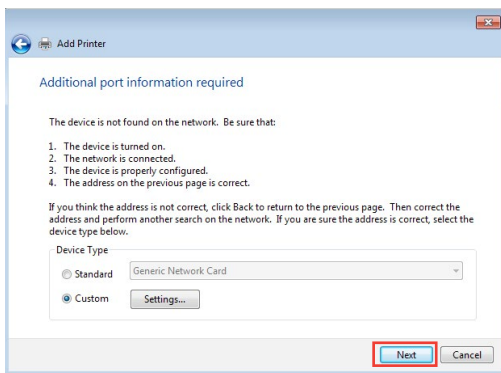 Add Printer
Additional port information required
The device is not found on the network. Be sure that:
1. The device is turned on.
2. The network is connected.
3. The device is properly configured.
4. The address on the previous page is correct.
If you think the address is not correct, click Back to return to the previous page. Then correct the
address and perform another search on the network. If you are sure the address is correct, select the
device type below.
Device Type
Standard Generic Network Card
Custom Settings...
Next Cancel